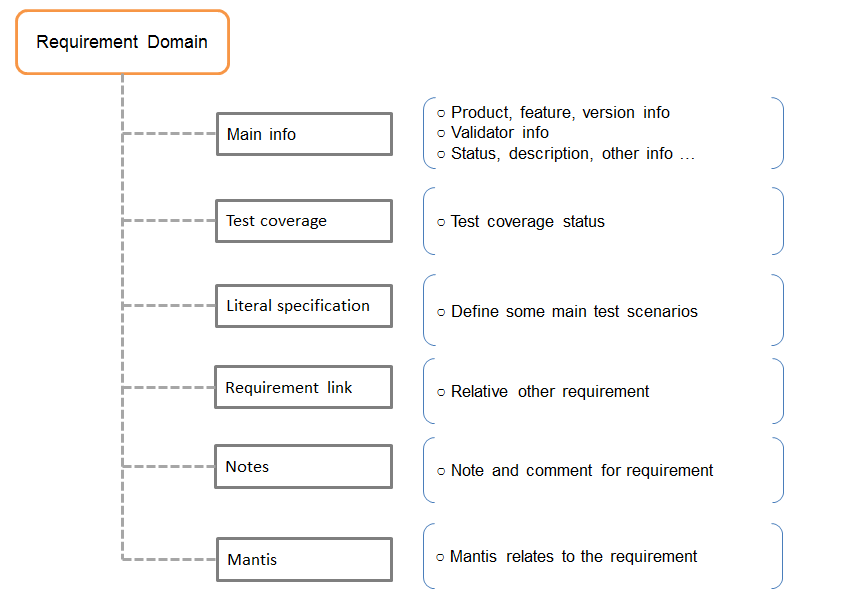 Requirement Domain
Main info
○ Product, feature, version info
○ Validator info
○ Status, description, other info ...
Test coverage
○ Test coverage status
Literal specification
○ Define some main test scenarios
Requirement link
○ Relative other requirement
Notes
○ Note and comment for requirement
Mantis
○ Mantis relates to the requirement